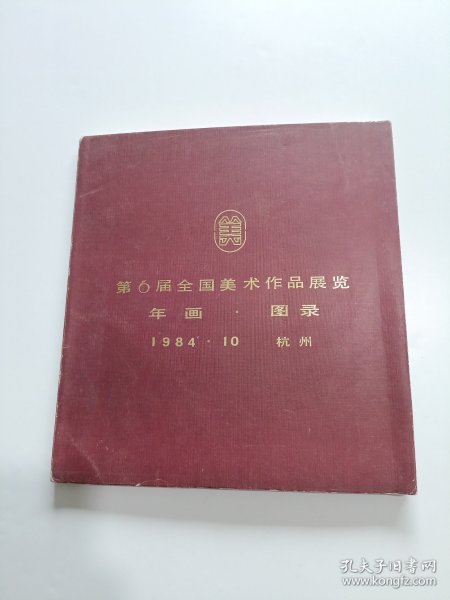 美
第6届全国美术作品展览
年画·图录
1984·10 杭州
孔夫子旧书网
www.kongfz.com